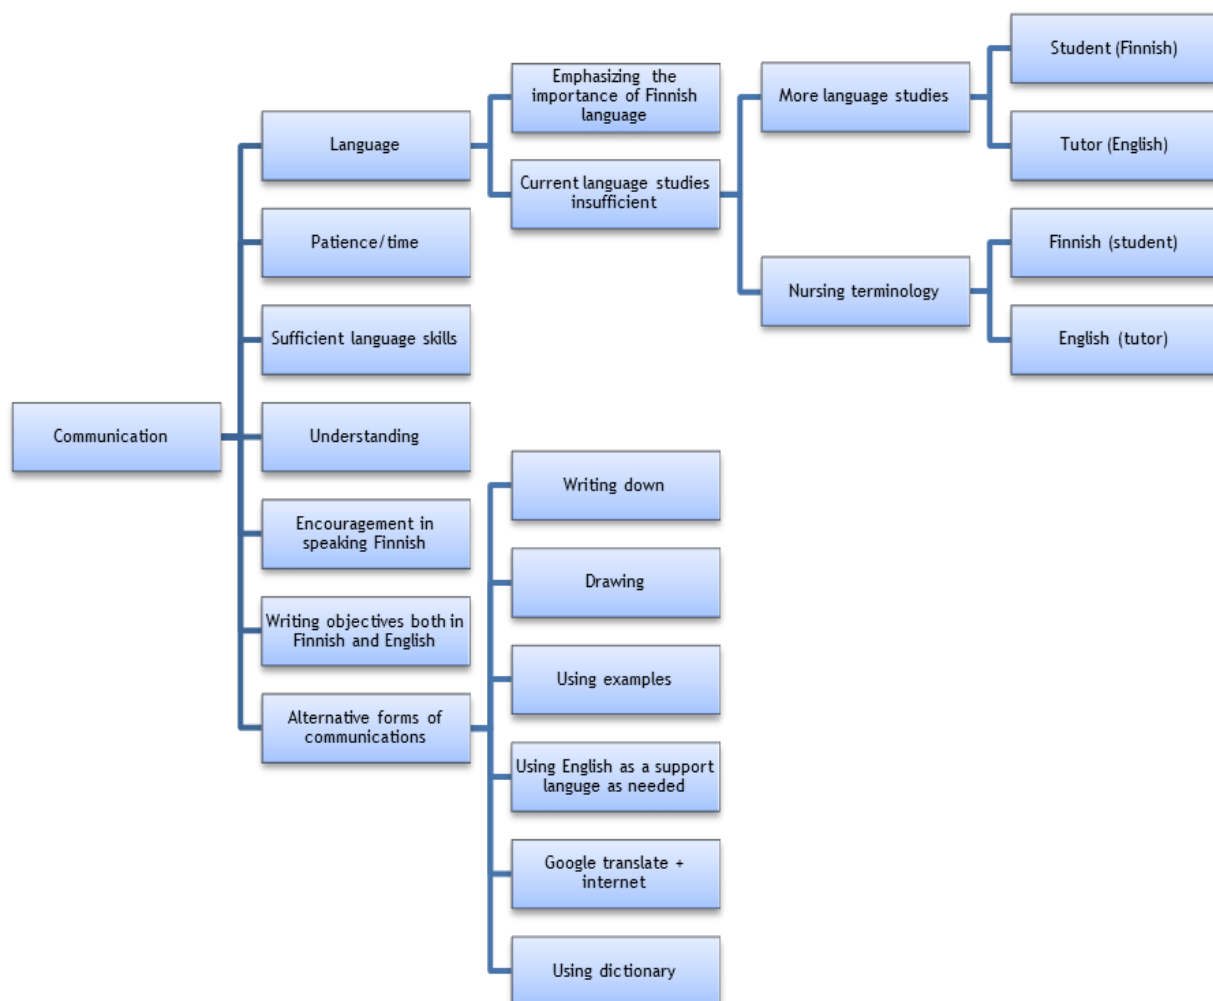 Communication
Language
Emphasizing the
importance of Finnish
language
Current language studies
insufficient
More language studies
Student (Finnish)
Tutor (English)
Nursing terminology
Finnish (student)
English (tutor)
Patience/time
Sufficient language skills
Understanding
Encouragement in
speaking Finnish
Writing objectives both in
Finnish and English
Alternative forms of
communications
Writing down
Drawing
Using examples
Using English as a support
languge as needed
Google translate +
internet
Using dictionary